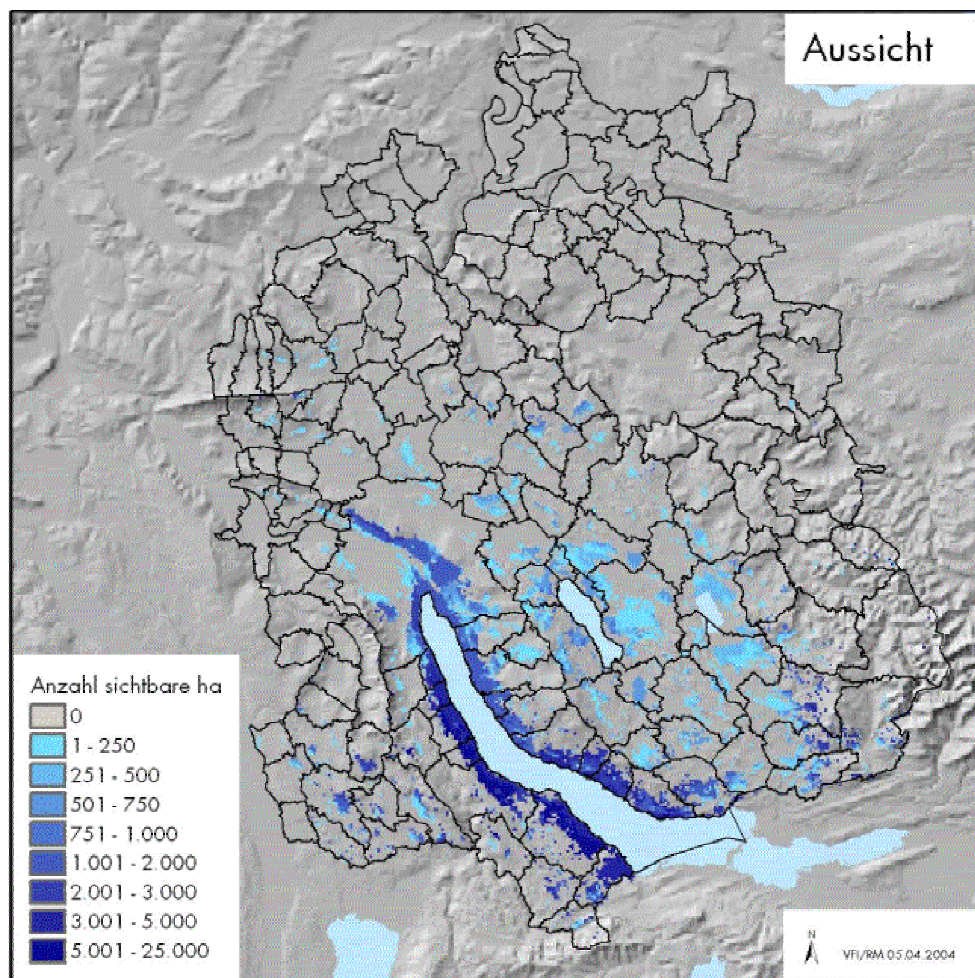 Aussicht
Anzahl sichtbare ha
0
1 - 250
251 - 500
501 - 750
751 - 1.000
1.001 - 2.000
2.001 - 3.000
3.001 - 5.000
5.001 - 25.000
N
VFI/RM 05.04.2004